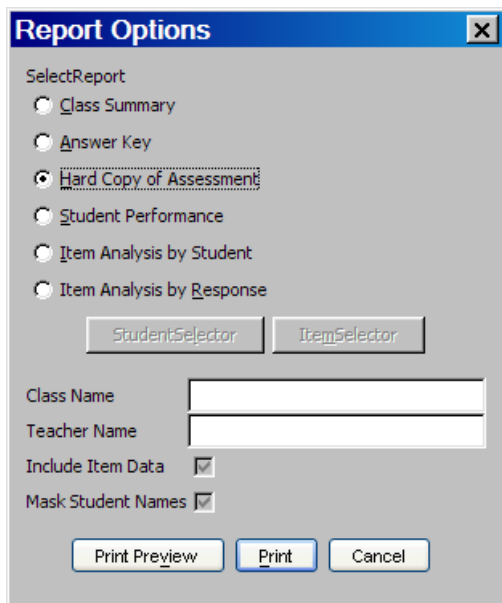 Report Options
SelectReport
Class Summary
Answer Key
Hard Copy of Assessment
Student Performance
Item Analysis by Student
Item Analysis by Response
StudentSelector ItemSelector
Class Name
Teacher Name
Include Item Data
Mask Student Names
Print Preview Print Cancel